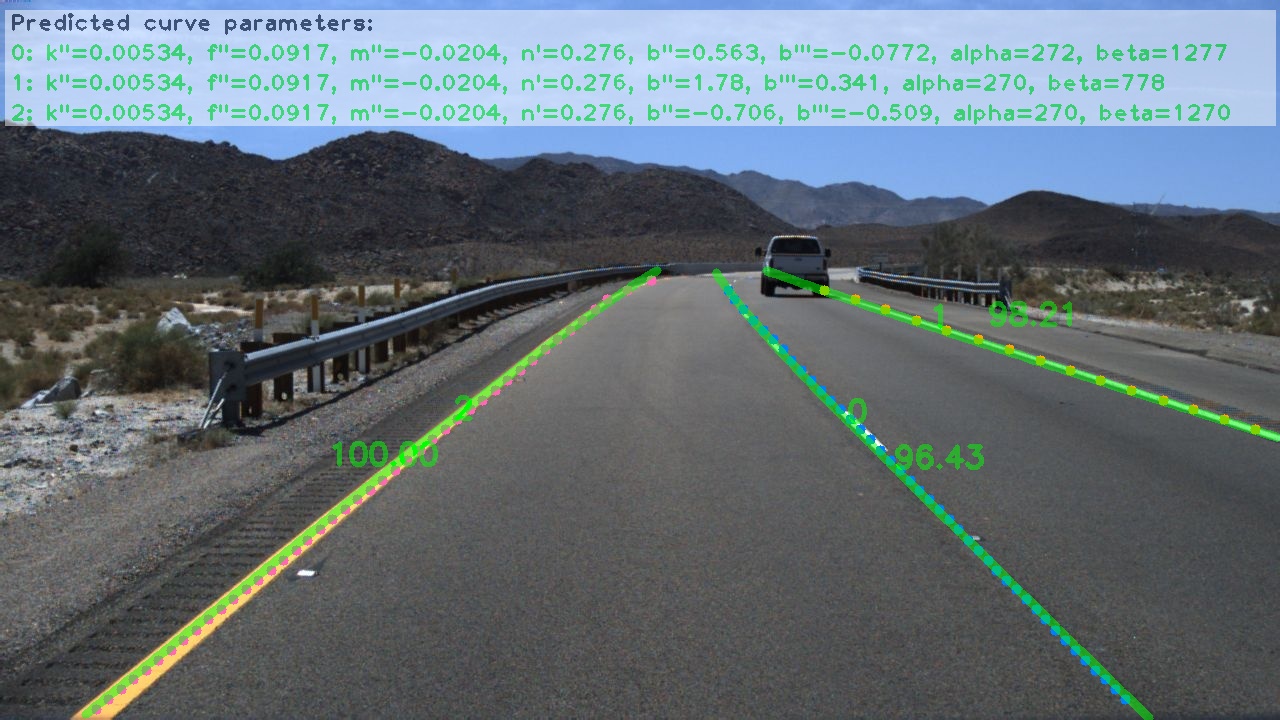 Predicted curve parameters:
0: k''=0.00534, f''=0.0917, m''=−0.0204, n'=0.276, b''=0.563, b'''=−0.0772, alpha=272, beta=1277
1: k''=0.00534, f''=0.0917, m''=−0.0204, n'=0.276, b''=1.78, b'''=0.341, alpha=270, beta=778
2: k''=0.00534, f''=0.0917, m''=−0.0204, n'=0.276, b''=−0.706, b'''=−0.509, alpha=270, beta=1270
1 98.21
2
0
100.00
96.43